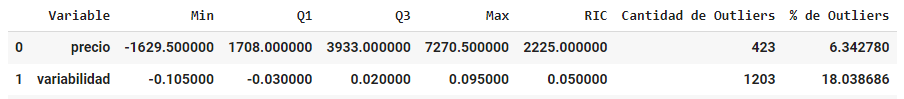 Variable Min Q1 Q3 Max RIC Cantidad de Outliers % de Outliers
0 precio -1629.500000 1708.000000 3933.000000 7270.500000 2225.000000 423 6.342780
1 variabilidad -0.105000 -0.030000 0.020000 0.095000 0.050000 1203 18.038686